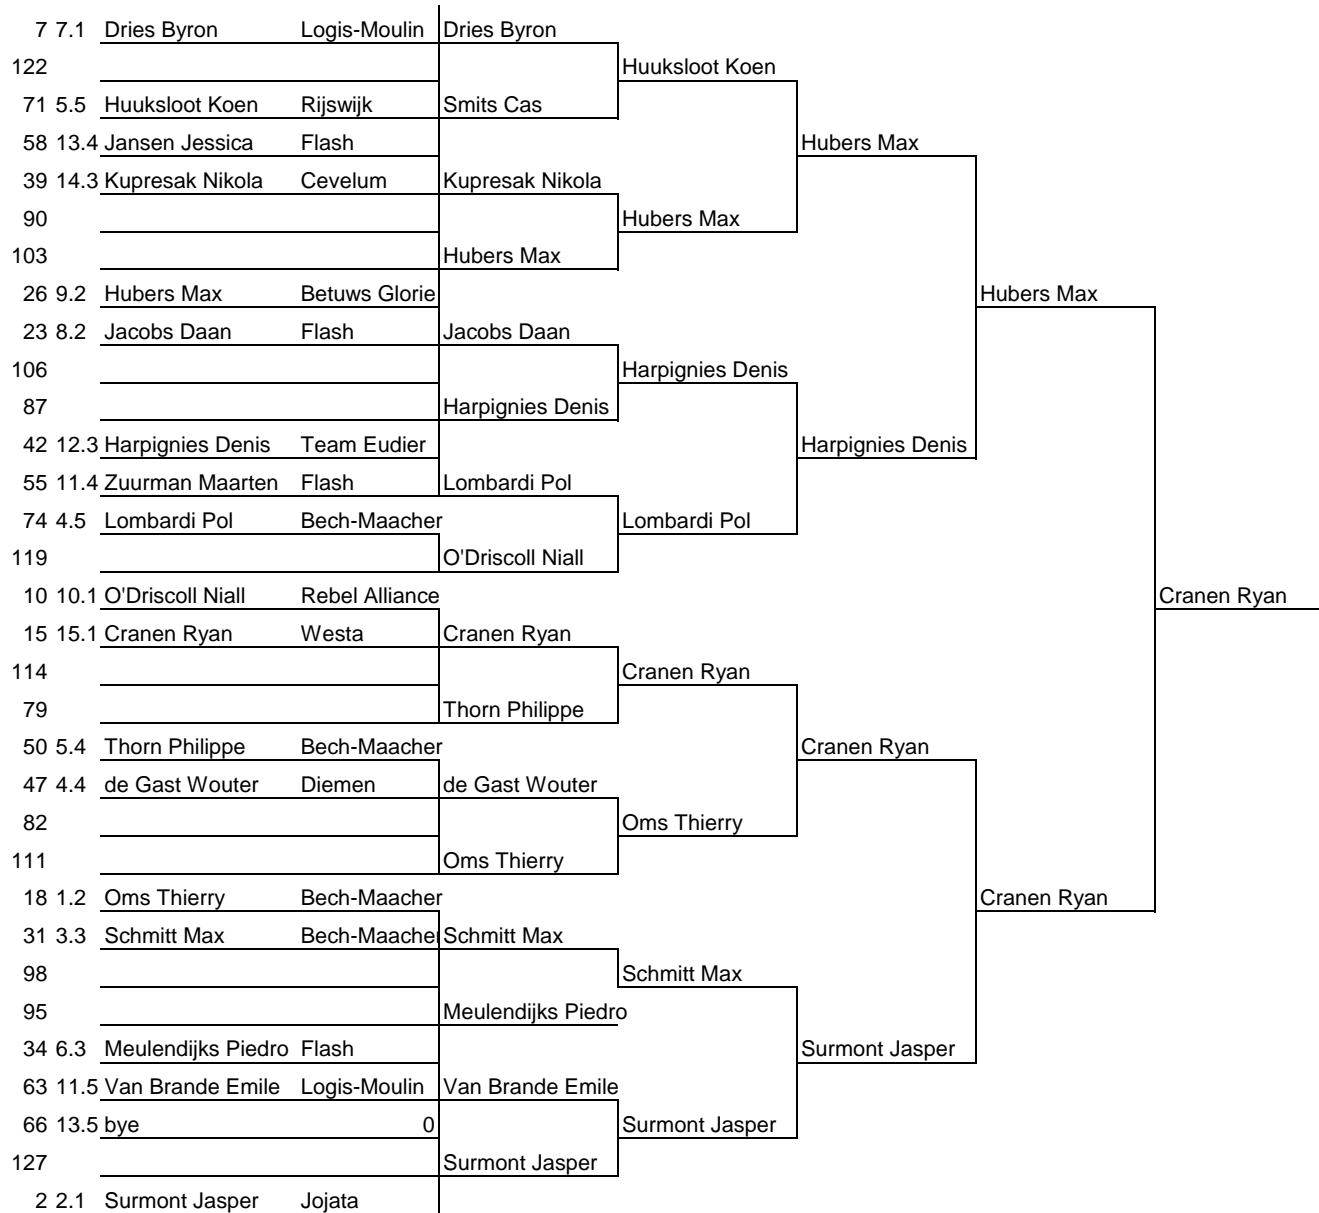 7 7.1 Dries Byron Logis-Moulin Dries Byron
122 Huuksloot Koen
71 5.5 Huuksloot Koen Rijswijk Smits Cas
58 13.4 Jansen Jessica Flash Hubers Max
39 14.3 Kupresak Nikola Cevelum Kupresak Nikola
90 Hubers Max
103 Hubers Max
26 9.2 Hubers Max Betuws Glorie Hubers Max
23 8.2 Jacobs Daan Flash Jacobs Daan
106 Harpignies Denis
87 Harpignies Denis
42 12.3 Harpignies Denis Team Eudier Harpignies Denis
55 11.4 Zuurman Maarten Flash Lombardi Pol
74 4.5 Lombardi Pol Bech-Maacher Lombardi Pol
119 O'Driscoll Niall
10 10.1 O'Driscoll Niall Rebel Alliance Cranen Ryan
15 15.1 Cranen Ryan Westa Cranen Ryan
114 Cranen Ryan
79 Thorn Philippe
50 5.4 Thorn Philippe Bech-Maacher Cranen Ryan
47 4.4 de Gast Wouter Diemen de Gast Wouter
82 Oms Thierry
111 Oms Thierry
18 1.2 Oms Thierry Bech-Maacher Cranen Ryan
31 3.3 Schmitt Max Bech-Maacher Schmitt Max
98 Schmitt Max
95 Meulendijks Piedro
34 6.3 Meulendijks Piedro Flash Surmont Jasper
63 11.5 Van Brande Emile Logis-Moulin Van Brande Emile
66 13.5 bye 0 Surmont Jasper
127 Surmont Jasper
2 2.1 Surmont Jasper Jojata